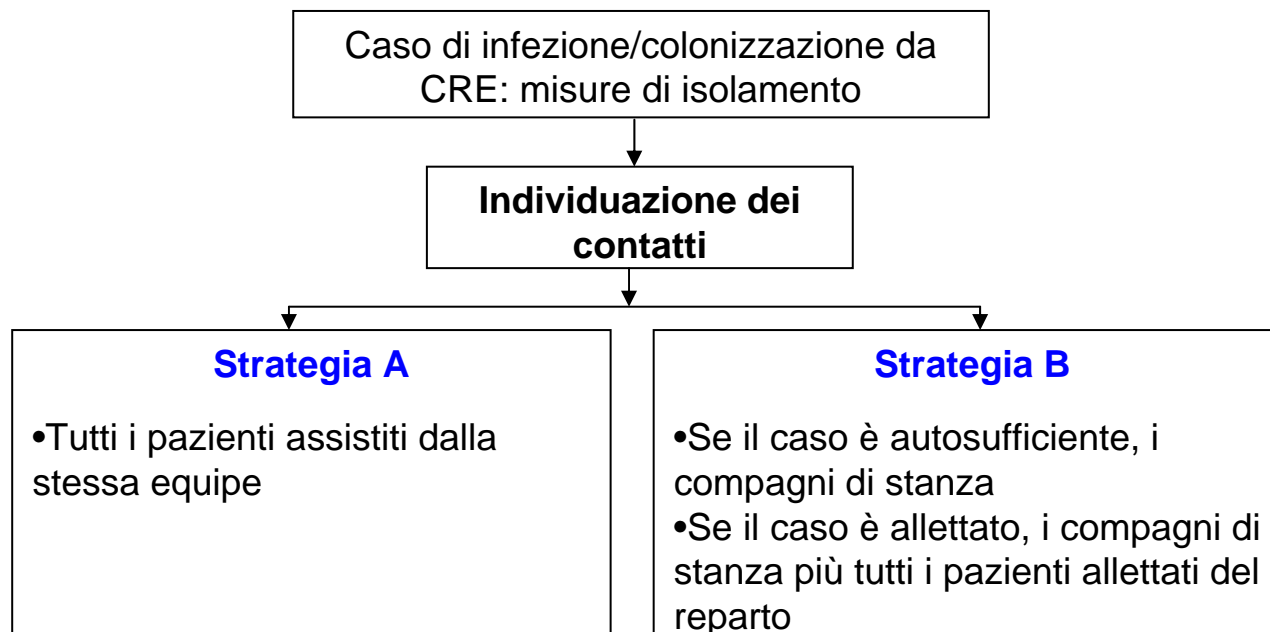 Caso di infezione/colonizzazione da
CRE: misure di isolamento
Individuazione dei
contatti
Strategia A
•Tutti i pazienti assistiti dalla
stessa equipe
Strategia B
•Se il caso è autosufficiente, i
compagni di stanza
•Se il caso è allettato, i compagni di
stanza più tutti i pazienti allettati del
reparto